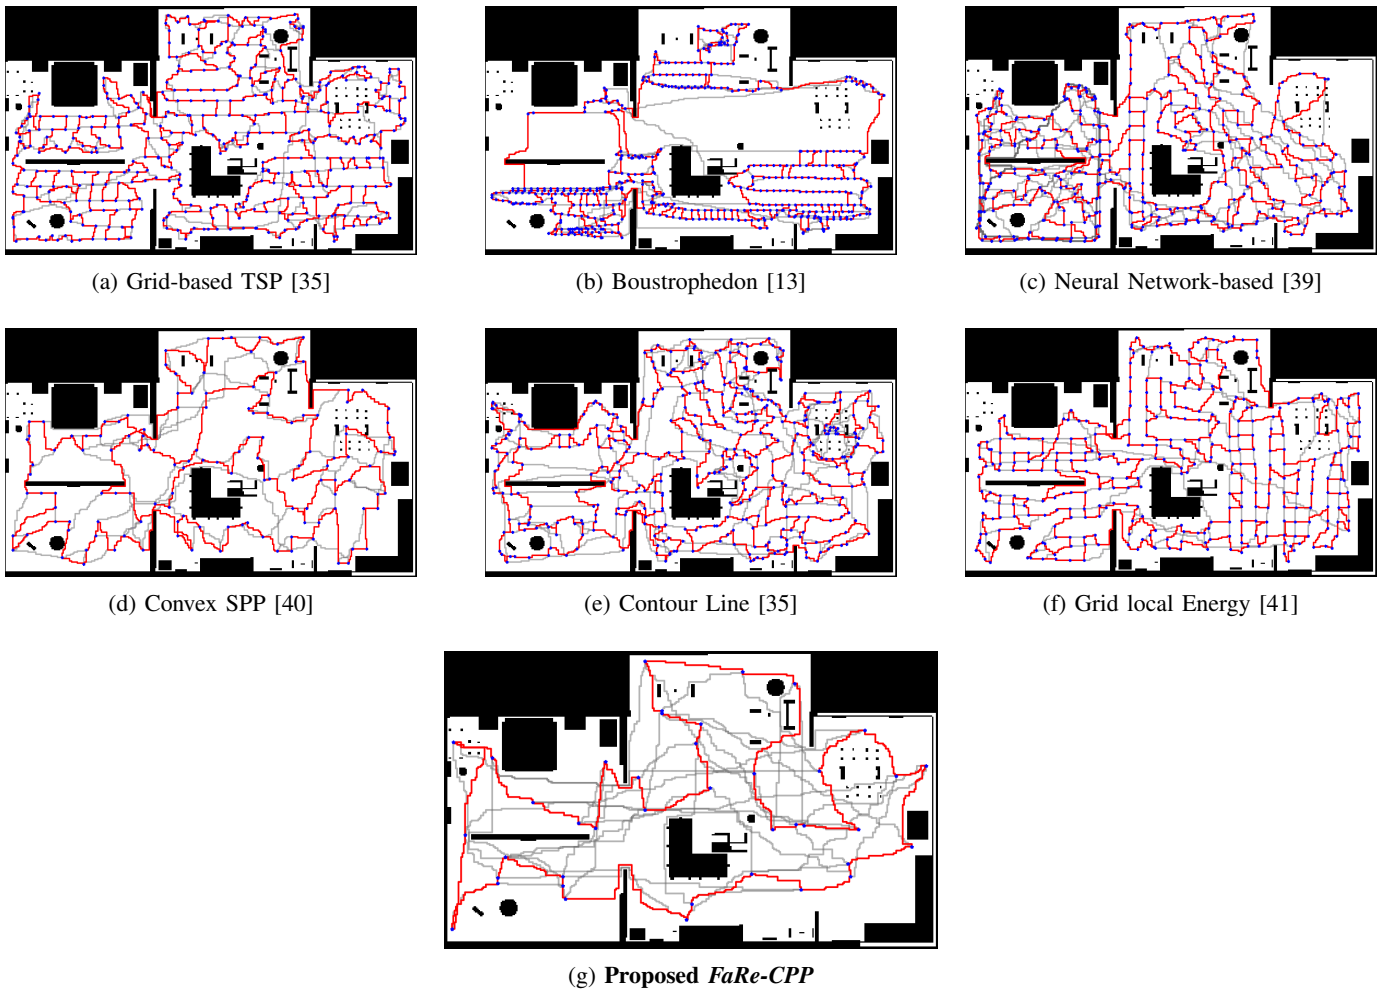 (a) Grid-based TSP [35]
(b) Boustrophedon [13]
(c) Neural Network-based [39]
(d) Convex SPP [40]
(e) Contour Line [35]
(f) Grid local Energy [41]
(g) Proposed FaRe-CPP